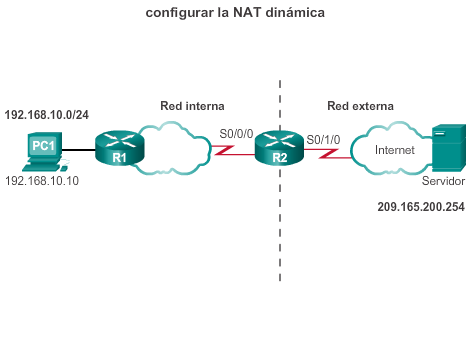 configurar la NAT dinámica
Red interna
Red externa
192.168.10.0/24
S0/0/0
S0/1/0
PC1
R1
R2
Internet
192.168.10.10
Servidor
209.165.200.254